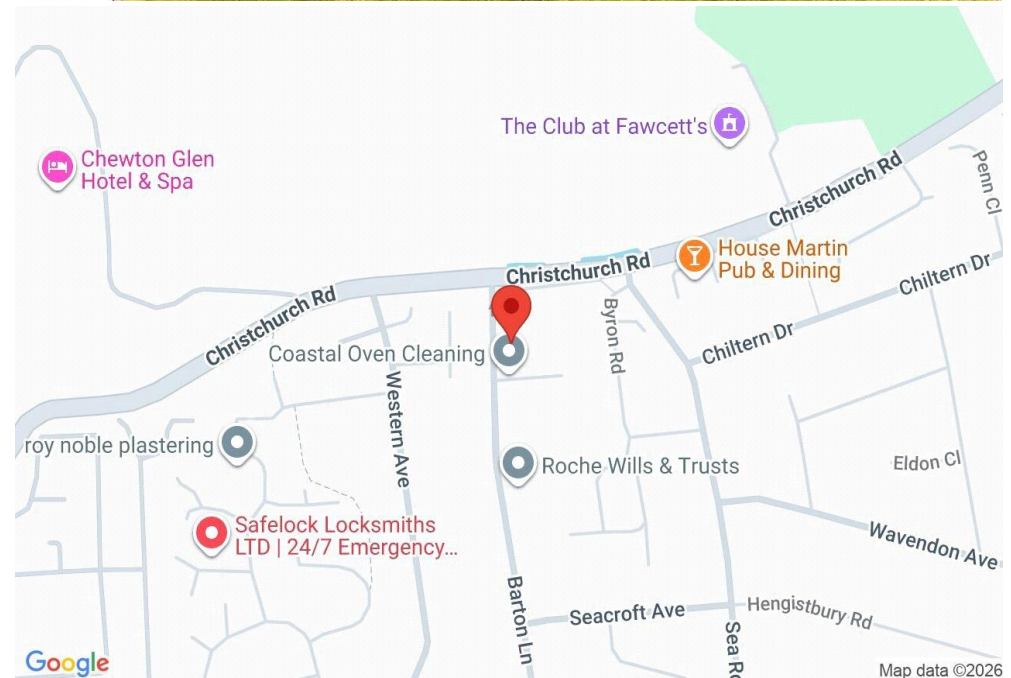 The Club at Fawcett's
Chewton Glen
Hotel & Spa
Christchurch Rd
Penn Cl
House Martin
Pub & Dining
Christchurch Rd
Chiltern Dr
Christchurch Rd
Byron Rd
Chiltern Dr
Coastal Oven Cleaning
Western Ave
roy noble plastering
Roche Wills & Trusts
Eldon Cl
Safelock Locksmiths
LTD | 24/7 Emergency...
Wavendon Ave
Barton Ln
Seacroft Ave
Hengistbury Rd
Sea
Google
Map data ©2026